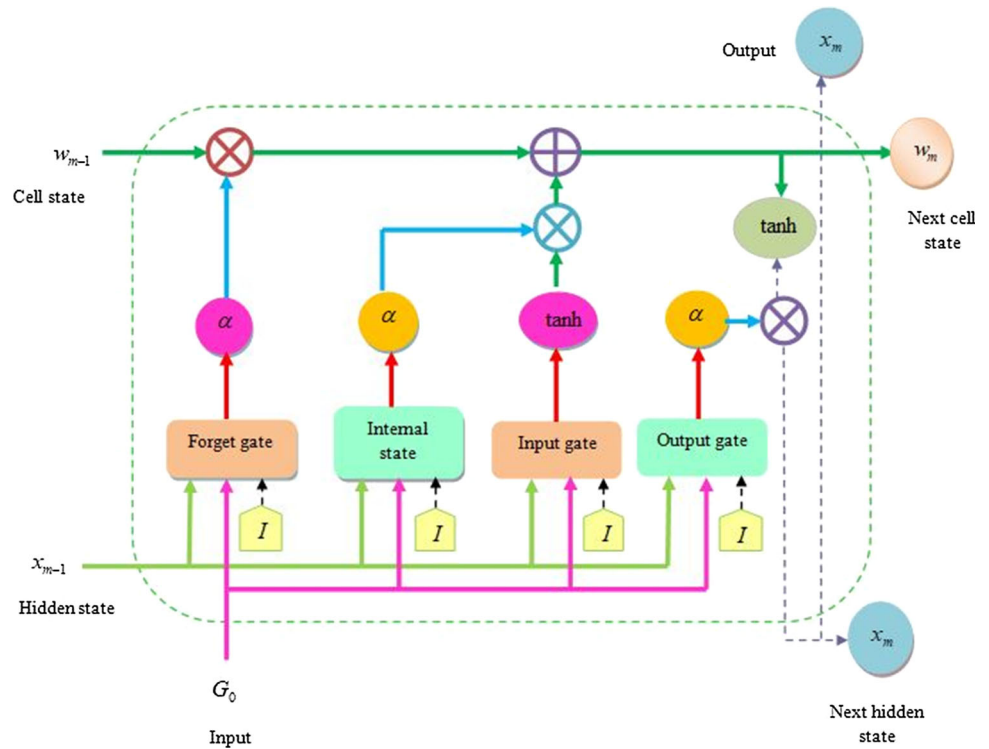 x_m
Output
w_{m-1}
w_m
Cell state
Next cell
state
tanh
α
α
tanh
α
Forget gate
Internal
state
Input gate
Output gate
I
I
I
I
x_{m-1}
Hidden state
x_m
G_0
Input
Next hidden
state